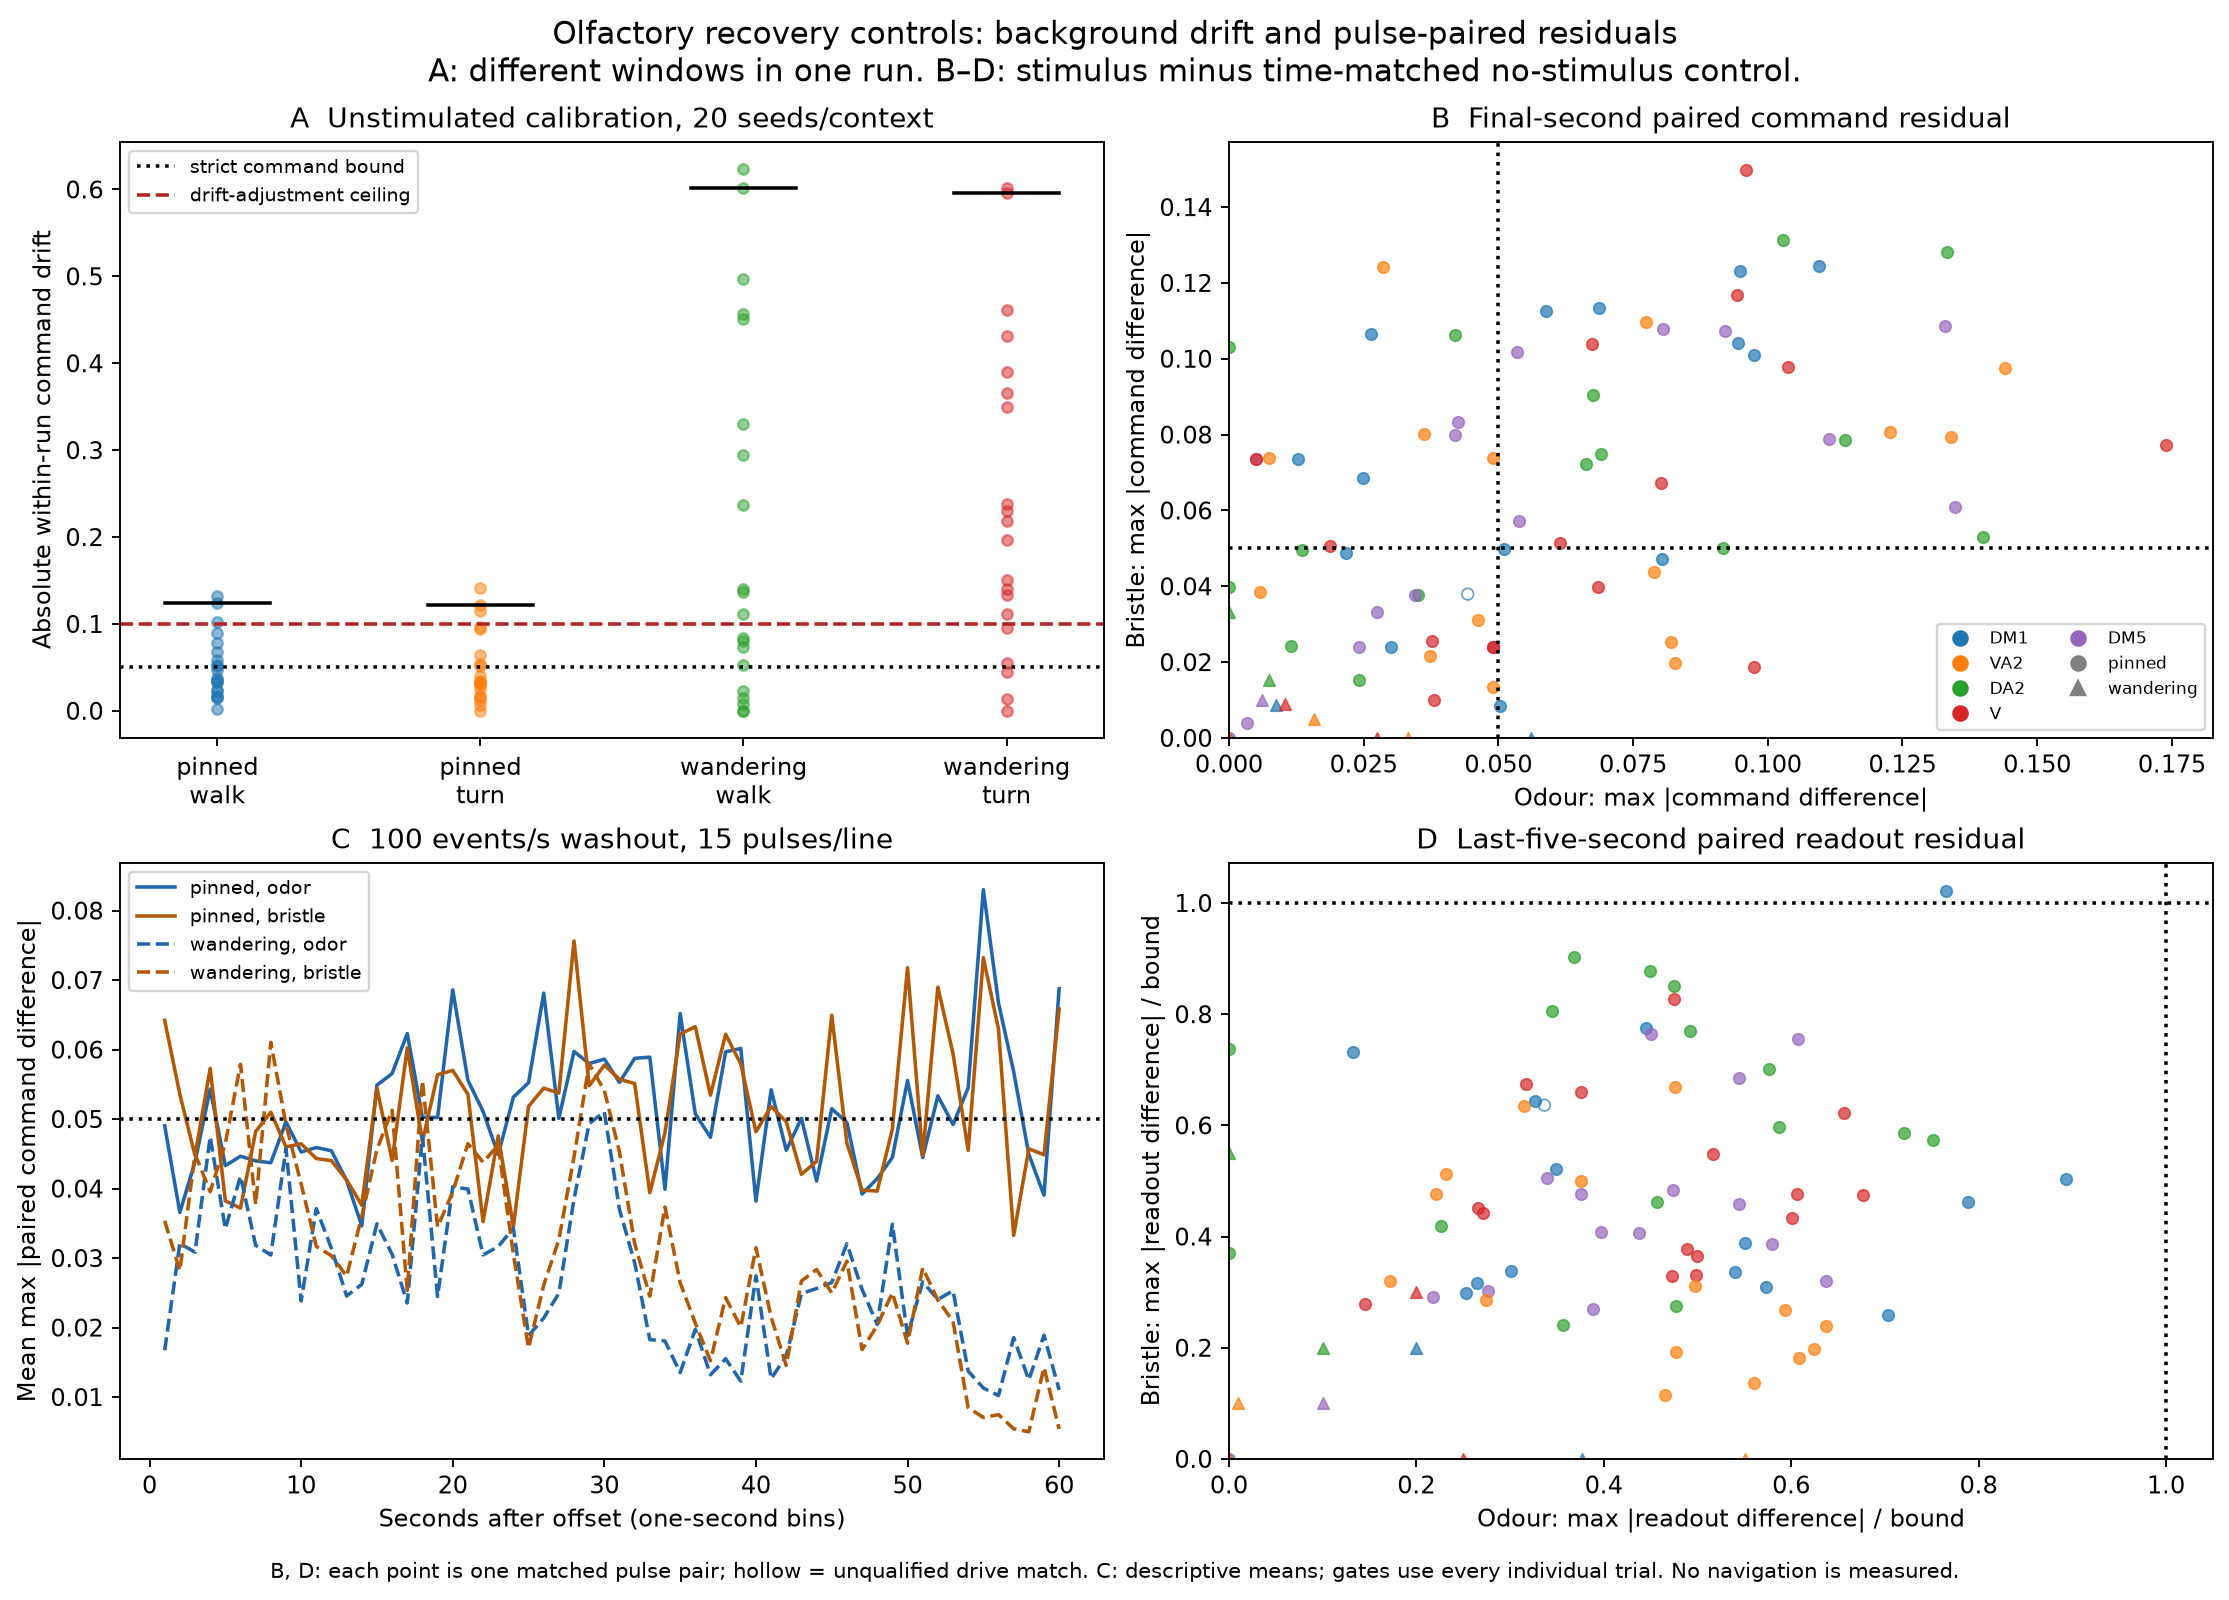 Olfactory recovery controls: background drift and pulse-paired residuals
A: different windows in one run. B–D: stimulus minus time-matched no-stimulus control.
A Unstimulated calibration, 20 seeds/context
strict command bound
drift-adjustment ceiling
Absolute within-run command drift
0.6
0.5
0.4
0.3
0.2
0.1
0.0
pinned
walk
pinned
turn
wandering
walk
wandering
turn
B Final-second paired command residual
Bristle: max |command difference|
0.14
0.12
0.10
0.08
0.06
0.04
0.02
0.00
DM1
VA2
DA2
V
DM5
pinned
wandering
0.000 0.025 0.050 0.075 0.100 0.125 0.150 0.175
Odour: max |command difference|
C 100 events/s washout, 15 pulses/line
pinned, odor
pinned, bristle
wandering, odor
wandering, bristle
Mean max |paired command difference|
0.08
0.07
0.06
0.05
0.04
0.03
0.02
0.01
0 10 20 30 40 50 60
Seconds after offset (one-second bins)
D Last-five-second paired readout residual
Bristle: max |readout difference| / bound
1.0
0.8
0.6
0.4
0.2
0.0
0.0 0.2 0.4 0.6 0.8 1.0
Odour: max |readout difference| / bound
B, D: each point is one matched pulse pair; hollow = unqualified drive match. C: descriptive means; gates use every individual trial. No navigation is measured.